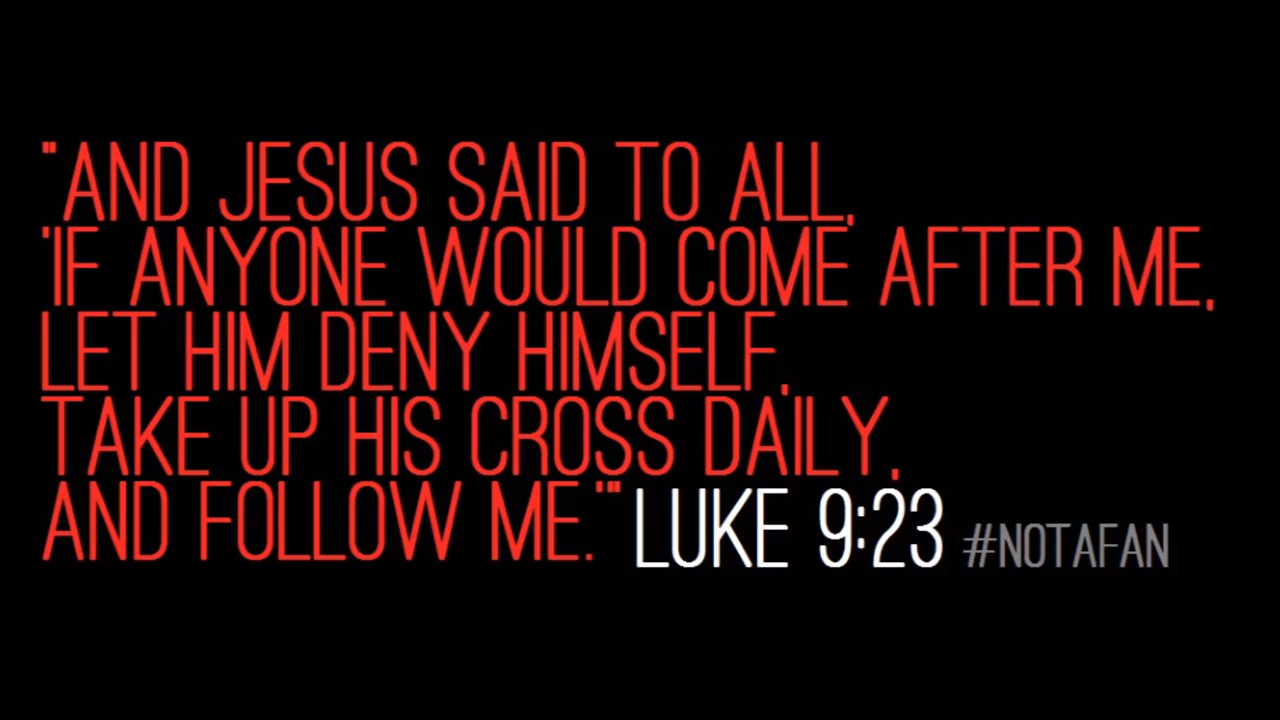 "AND JESUS SAID TO ALL,
'IF ANYONE WOULD COME AFTER ME,
LET HIM DENY HIMSELF,
TAKE UP HIS CROSS DAILY,
AND FOLLOW ME.'" LUKE 9:23 #NOTAFAN